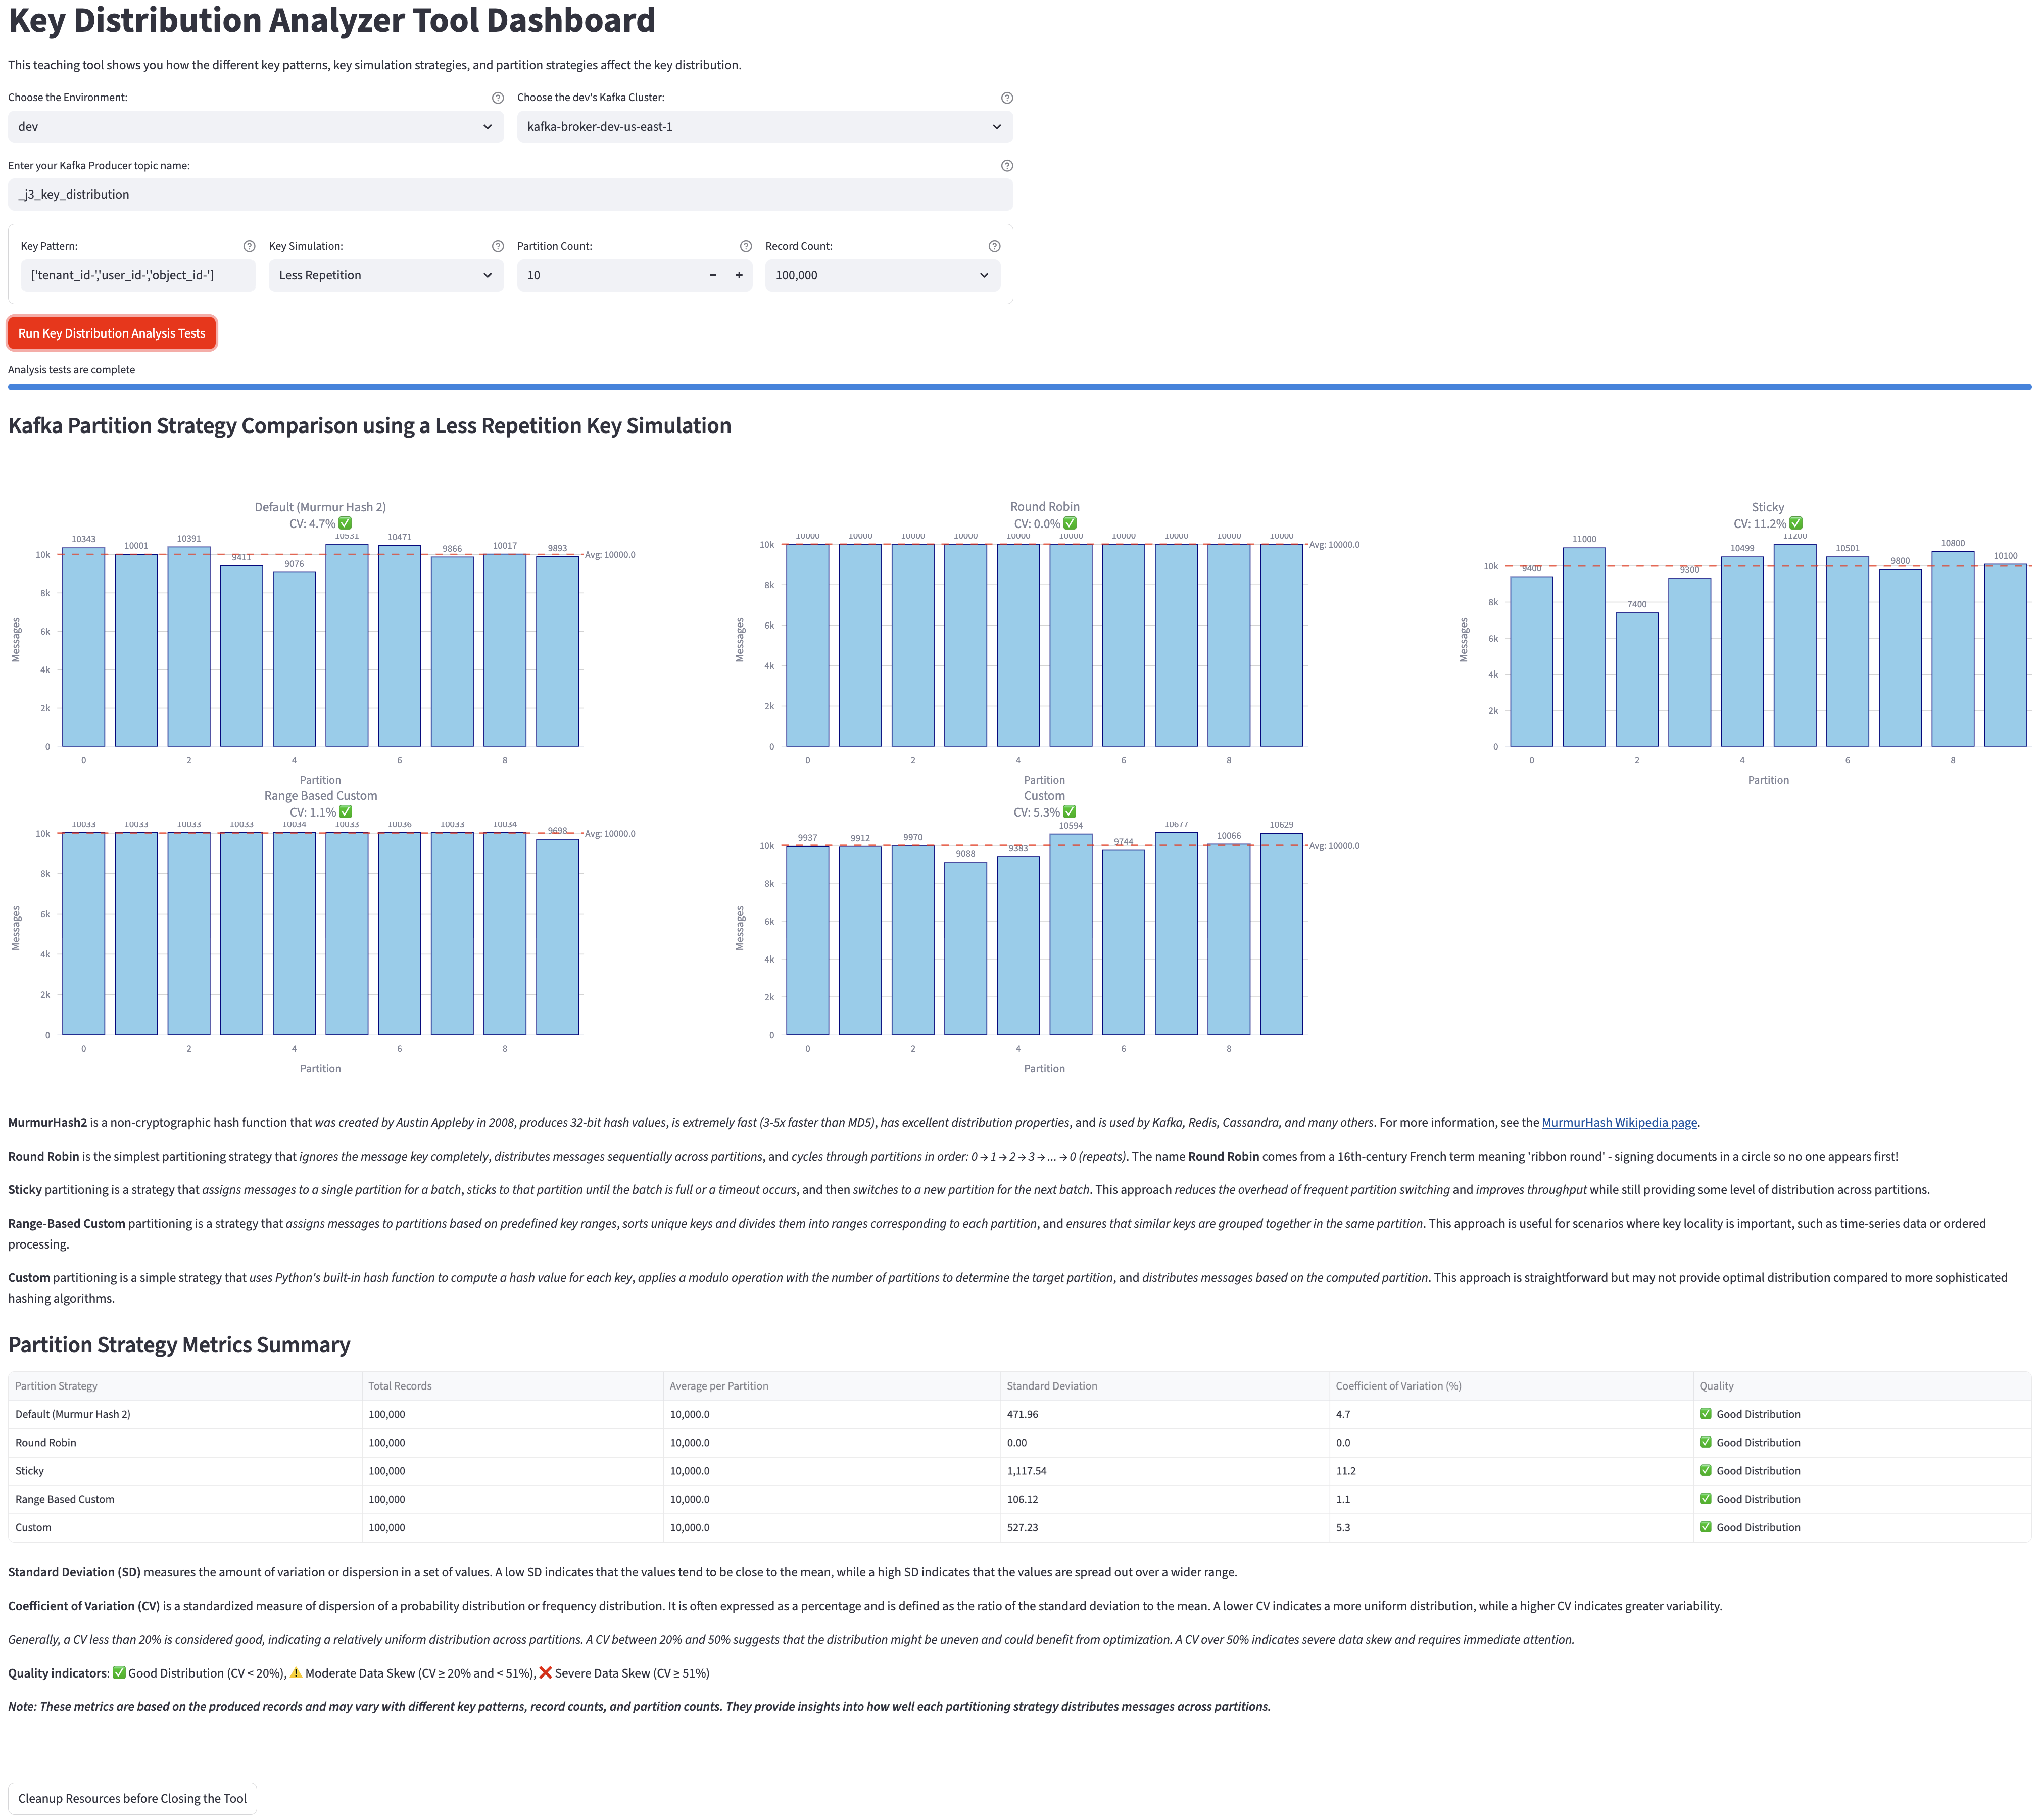 Key Distribution Analyzer Tool Dashboard
This teaching tool shows you how the different key patterns, key simulation strategies, and partition strategies affect the key distribution.
Choose the Environment:
Choose the dev's Kafka Cluster:
dev
kafka-broker-dev-us-east-1
Enter your Kafka Producer topic name:
_j3_key_distribution
Key Pattern:
Key Simulation:
Partition Count:
Record Count:
['tenant_id-','user_id-','object_id-']
Less Repetition
10
100,000
Run Key Distribution Analysis Tests
Analysis tests are complete
Kafka Partition Strategy Comparison using a Less Repetition Key Simulation
Default (Murmur Hash 2)
CV: 4.7% ✅
10343 10001 10391 9411 9076 10531 10471 9866 10017 9893
Avg: 10000.0
10k
8k
6k
4k
2k
0
Messages
0 2 4 6 8
Partition
Round Robin
CV: 0.0% ✅
10000 10000 10000 10000 10000 10000 10000 10000 10000 10000
Avg: 10000.0
10k
8k
6k
4k
2k
0
Messages
0 2 4 6 8
Partition
Sticky
CV: 11.2% ✅
9400 11000 7400 9300 10499 11200 10501 9800 10800 10100
10k
8k
6k
4k
2k
0
Messages
0 2 4 6 8
Partition
Range Based Custom
CV: 1.1% ✅
10033 10033 10033 10033 10034 10033 10036 10033 10034 9698
Avg: 10000.0
10k
8k
6k
4k
2k
0
Messages
0 2 4 6 8
Partition
Custom
CV: 5.3% ✅
9937 9912 9970 9088 9383 10594 9744 10677 10066 10629
Avg: 10000.0
10k
8k
6k
4k
2k
0
Messages
0 2 4 6 8
Partition
MurmurHash2 is a non-cryptographic hash function that was created by Austin Appleby in 2008, produces 32-bit hash values, is extremely fast (3-5x faster than MD5), has excellent distribution properties, and is used by Kafka, Redis, Cassandra, and many others. For more information, see the MurmurHash Wikipedia page.
Round Robin is the simplest partitioning strategy that ignores the message key completely, distributes messages sequentially across partitions, and cycles through partitions in order: 0 → 1 → 2 → 3 → ... → 0 (repeats). The name Round Robin comes from a 16th-century French term meaning 'ribbon round' - signing documents in a circle so no one appears first!
Sticky partitioning is a strategy that assigns messages to a single partition for a batch, sticks to that partition until the batch is full or a timeout occurs, and then switches to a new partition for the next batch. This approach reduces the overhead of frequent partition switching and improves throughput while still providing some level of distribution across partitions.
Range-Based Custom partitioning is a strategy that assigns messages to partitions based on predefined key ranges, sorts unique keys and divides them into ranges corresponding to each partition, and ensures that similar keys are grouped together in the same partition. This approach is useful for scenarios where key locality is important, such as time-series data or ordered
processing.
Custom partitioning is a simple strategy that uses Python's built-in hash function to compute a hash value for each key, applies a modulo operation with the number of partitions to determine the target partition, and distributes messages based on the computed partition. This approach is straightforward but may not provide optimal distribution compared to more sophisticated
hashing algorithms.
Partition Strategy Metrics Summary
Partition Strategy Total Records Average per Partition Standard Deviation Coefficient of Variation (%) Quality
Default (Murmur Hash 2) 100,000 10,000.0 471.96 4.7 ✅ Good Distribution
Round Robin 100,000 10,000.0 0.00 0.0 ✅ Good Distribution
Sticky 100,000 10,000.0 1,117.54 11.2 ✅ Good Distribution
Range Based Custom 100,000 10,000.0 106.12 1.1 ✅ Good Distribution
Custom 100,000 10,000.0 527.23 5.3 ✅ Good Distribution
Standard Deviation (SD) measures the amount of variation or dispersion in a set of values. A low SD indicates that the values tend to be close to the mean, while a high SD indicates that the values are spread out over a wider range.
Coefficient of Variation (CV) is a standardized measure of dispersion of a probability distribution or frequency distribution. It is often expressed as a percentage and is defined as the ratio of the standard deviation to the mean. A lower CV indicates a more uniform distribution, while a higher CV indicates greater variability.
Generally, a CV less than 20% is considered good, indicating a relatively uniform distribution across partitions. A CV between 20% and 50% suggests that the distribution might be uneven and could benefit from optimization. A CV over 50% indicates severe data skew and requires immediate attention.
Quality indicators: ✅ Good Distribution (CV < 20%), ⚠️ Moderate Data Skew (CV ≥ 20% and < 51%), ❌ Severe Data Skew (CV ≥ 51%)
Note: These metrics are based on the produced records and may vary with different key patterns, record counts, and partition counts. They provide insights into how well each partitioning strategy distributes messages across partitions.
Cleanup Resources before Closing the Tool